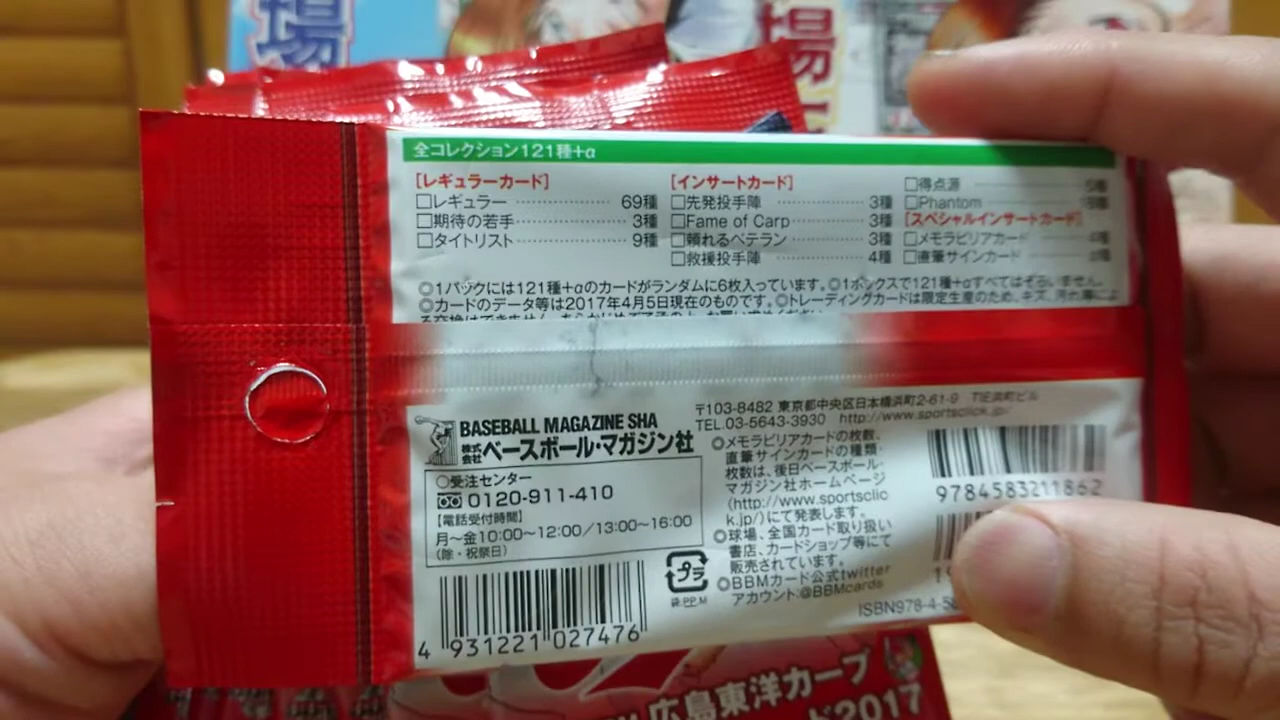 場
場
全コレクション121種+α
[レギュラーカード]
□レギュラー 69種
□期待の若手 3種
□タイトリスト 9種
[インサートカード]
□先発投手陣 3種
□Fame of Carp 3種
□頼れるベテラン 3種
□救援投手陣 4種
□得点源
□Phantom
[スペシャルインサートカード]
□メモラビリアカード
□直筆サインカード
◎1パックには121種+αのカードがランダムに6枚入っています。◎1ボックスで121種+αすべてはそろいません。
◎カードのデータ等は2017年4月5日現在のものです。◎トレーディングカードは限定生産のため、キズ、汚れ等によ
BASEBALL MAGAZINE SHA
株式会社 ベースボール・マガジン社
〒103-8482 東京都中央区日本橋浜町2-61-9 TIE浜町ビル
TEL.03-5643-3930 http://www.sportsclick.jp/
○受注センター
0120-911-410
【電話受付時間】
月〜金10:00〜12:00/13:00〜16:00
(除・祝祭日)
◎メモラビリアカードの枚数、
直筆サインカードの種類・
枚数は、後日ベースボール・
マガジン社ホームページ
(http://www.sportsclic
k.jp/)にて発表します。
◎球場、全国カード取り扱い
書店、カードショップ等にて
販売されています。
◎BBMカード公式twitter
アカウント:@BBMcards
プラ
袋:PP,M
4 931221 027476
9784583211862
ISBN978-4-5
広島東洋カープ
ド2017